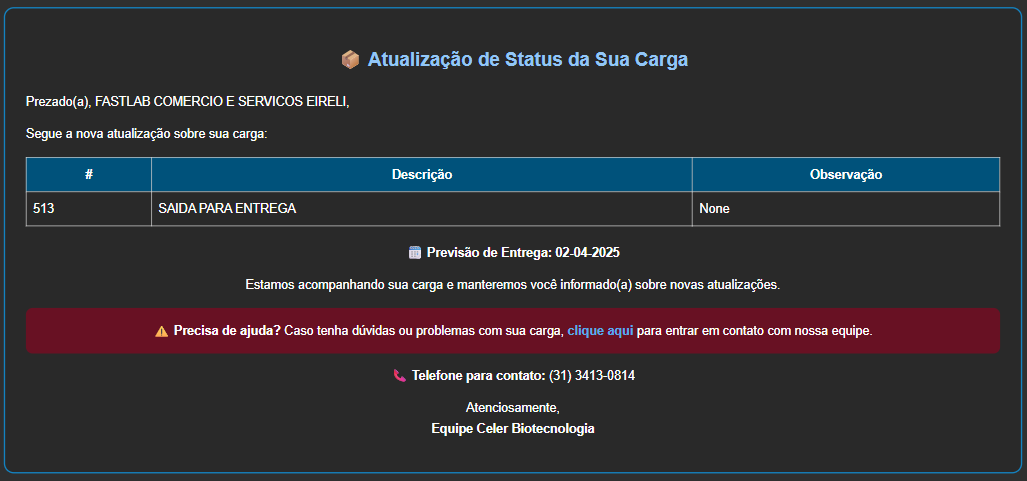 📦 Atualização de Status da Sua Carga
Prezado(a), FASTLAB COMERCIO E SERVICOS EIRELI,
Segue a nova atualização sobre sua carga:
# Descrição Observação
513 SAIDA PARA ENTREGA None
🗓️ Previsão de Entrega: 02-04-2025
Estamos acompanhando sua carga e manteremos você informado(a) sobre novas atualizações.
⚠️ Precisa de ajuda? Caso tenha dúvidas ou problemas com sua carga, clique aqui para entrar em contato com nossa equipe.
📞 Telefone para contato: (31) 3413-0814
Atenciosamente,
Equipe Celer Biotecnologia